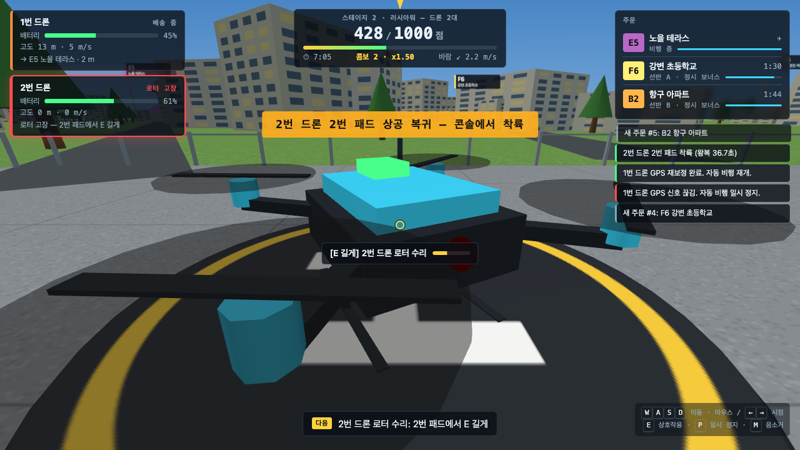 1번 드론 배송 중
배터리 45%
고도 13 m · 5 m/s
→ E5 노을 테라스 · 2 m
2번 드론 로터 고장
배터리 61%
고도 0 m · 0 m/s
로터 고장 — 2번 패드에서 E 길게
스테이지 2 · 러시아워 — 드론 2대
428 / 1000 점
7:05 콤보 2 · x1.50 바람 ↙ 2.2 m/s
2번 드론 2번 패드 상공 복귀 — 콘솔에서 착륙
주문
E5 노을 테라스 +
비행 중
F6 강변 초등학교 1:30
선반 A · 정시 보너스
B2 항구 아파트 1:44
선반 B · 정시 보너스
새 주문 #5: B2 항구 아파트
2번 드론 2번 패드 착륙 (왕복 36.7초)
1번 드론 GPS 재보정 완료. 자동 비행 재개.
1번 드론 GPS 신호 끊김. 자동 비행 일시 정지.
새 주문 #4: F6 강변 초등학교
F6
강변 초등학교
[E 길게] 2번 드론 로터 수리
다음 2번 드론 로터 수리: 2번 패드에서 E 길게
W A S D 이동 · 마우스 / ← → 시점
E 상호작용 · P 일시 정지 · M 음소거